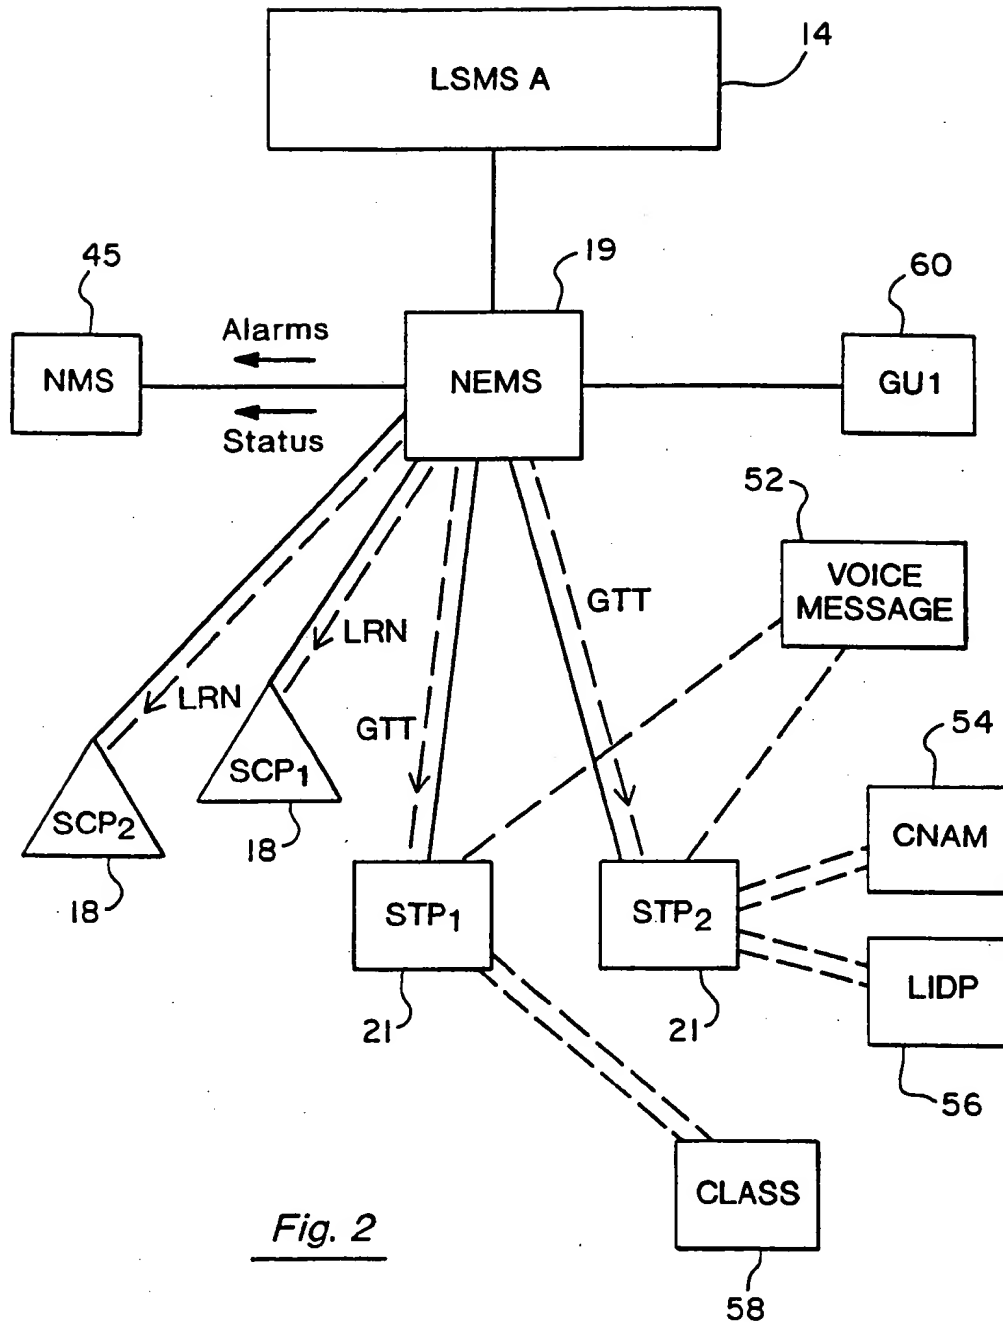 14
LSMS A
19
45
60
Alarms
NMS
NEMS
GU1
Status
52
VOICE
MESSAGE
GTT
LRN
LRN
GTT
54
SCP1
SCP2
CNAM
18
18
STP1
STP2
LIDP
21
21
56
CLASS
Fig. 2
58